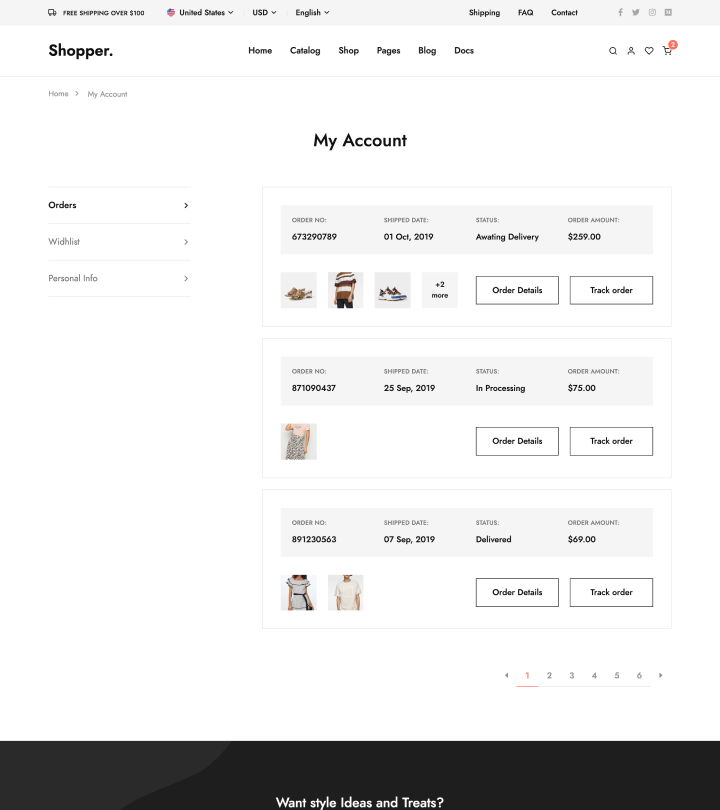 FREE SHIPPING OVER $100 United States USD English Shipping FAQ Contact
Shopper. Home Catalog Shop Pages Blog Docs 2
Home My Account
My Account
Orders
Widhlist
Personal Info
ORDER NO: SHIPPED DATE: STATUS: ORDER AMOUNT:
673290789 01 Oct, 2019 Awating Delivery $259.00
+2
more
Order Details Track order
ORDER NO: SHIPPED DATE: STATUS: ORDER AMOUNT:
871090437 25 Sep, 2019 In Processing $75.00
Order Details Track order
ORDER NO: SHIPPED DATE: STATUS: ORDER AMOUNT:
891230563 07 Sep, 2019 Delivered $69.00
Order Details Track order
1 2 3 4 5 6
Want style Ideas and Treats?